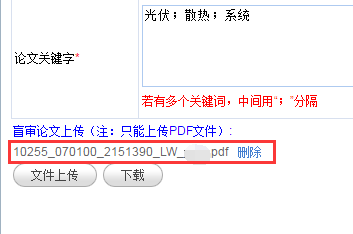 光伏；散热；系统
论文关键字*
若有多个关键词，中间用“；”分隔
盲审论文上传（注：只能上传PDF文件）：
10255_070100_2151390_LW_ pdf 删除
文件上传 下载